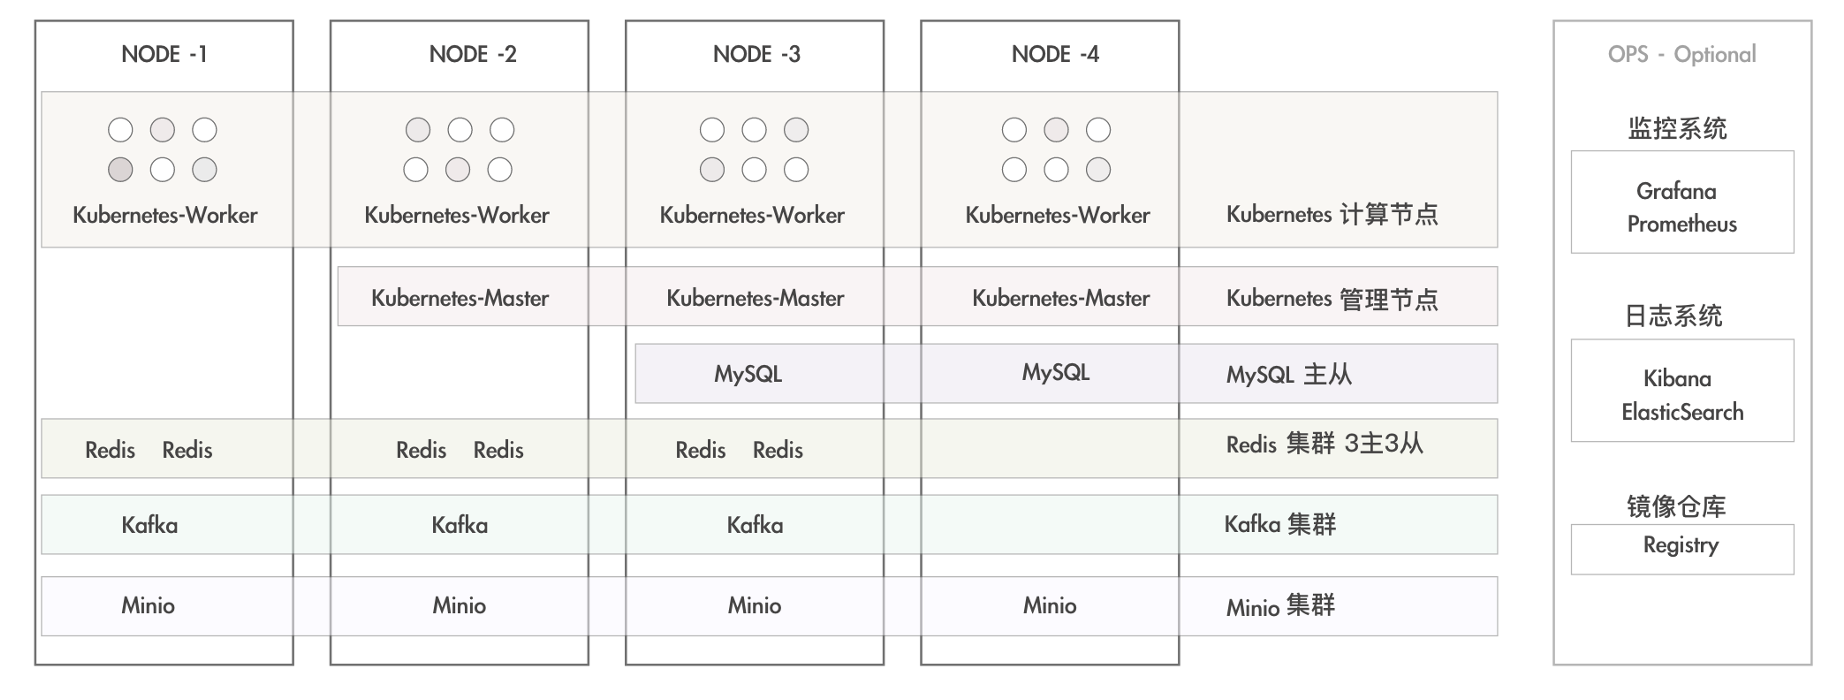 NODE -1
NODE -2
NODE -3
NODE -4
OPS - Optional
Kubernetes-Worker
Kubernetes-Worker
Kubernetes-Worker
Kubernetes-Worker
Kubernetes 计算节点
Kubernetes-Master
Kubernetes-Master
Kubernetes-Master
Kubernetes 管理节点
MySQL
MySQL
MySQL 主从
Redis Redis
Redis Redis
Redis Redis
Redis 集群 3主3从
Kafka
Kafka
Kafka
Kafka 集群
Minio
Minio
Minio
Minio
Minio 集群
监控系统
Grafana
Prometheus
日志系统
Kibana
ElasticSearch
镜像仓库
Registry